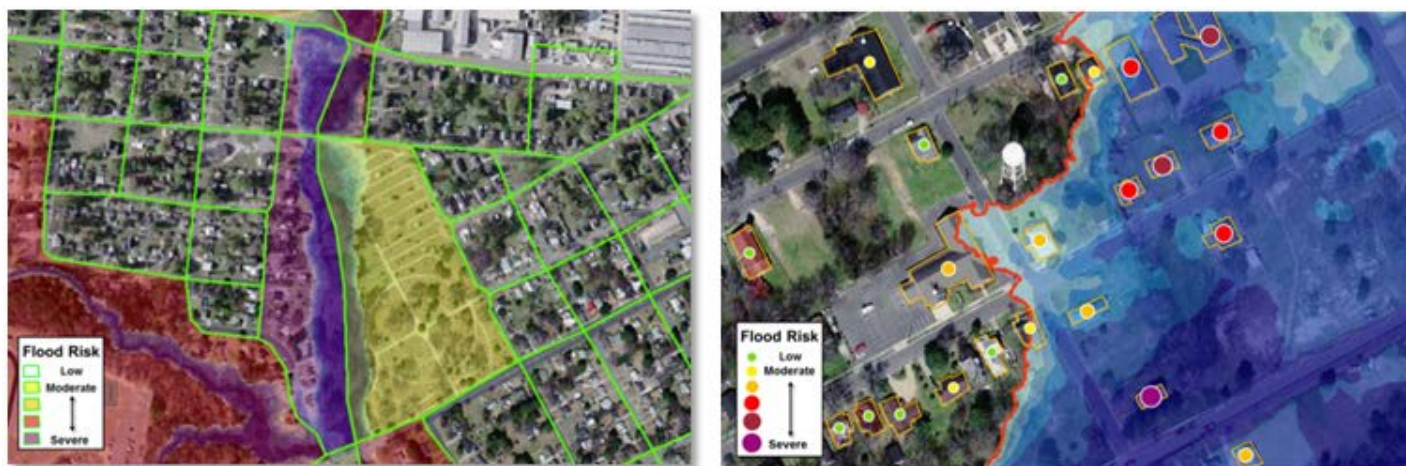 Flood Risk
Low
Moderate
Severe
Flood Risk
Low
Moderate
Severe